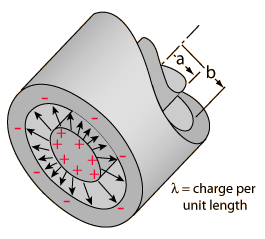 a
b
λ = charge per
unit length